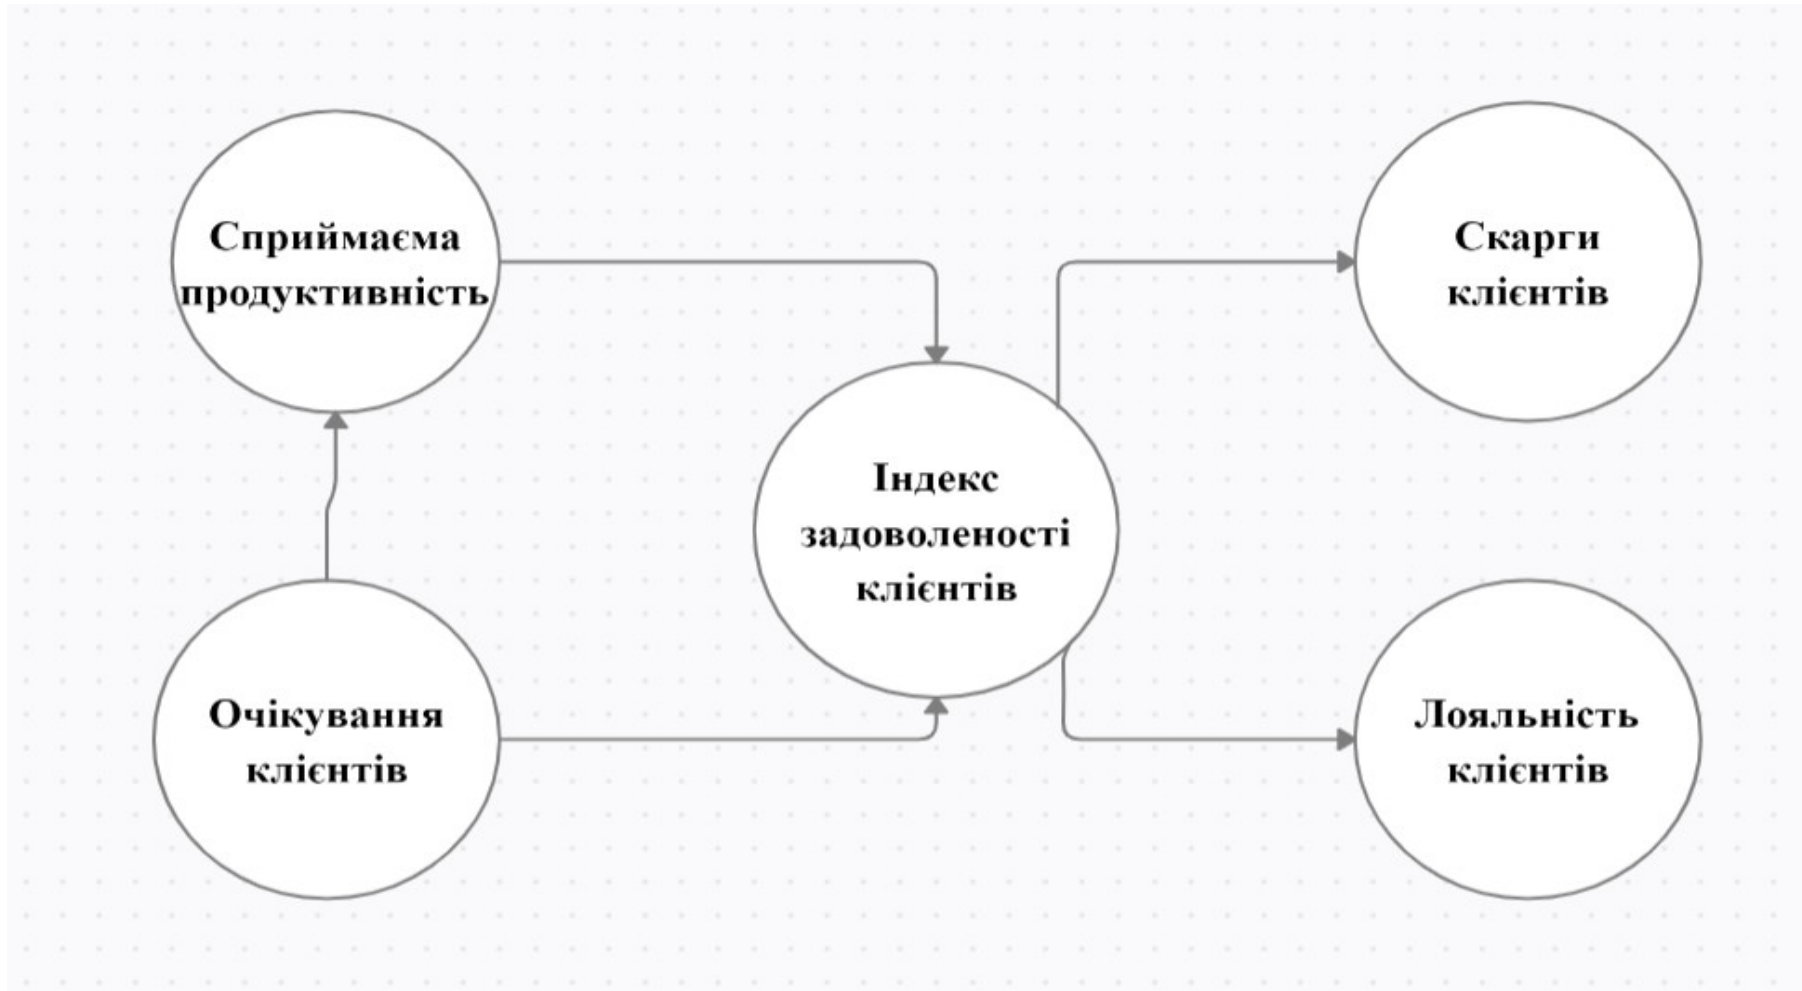 Сприймаєма
продуктивність
Скарги
клієнтів
Індекс
задоволеності
клієнтів
Очікування
клієнтів
Лояльність
клієнтів